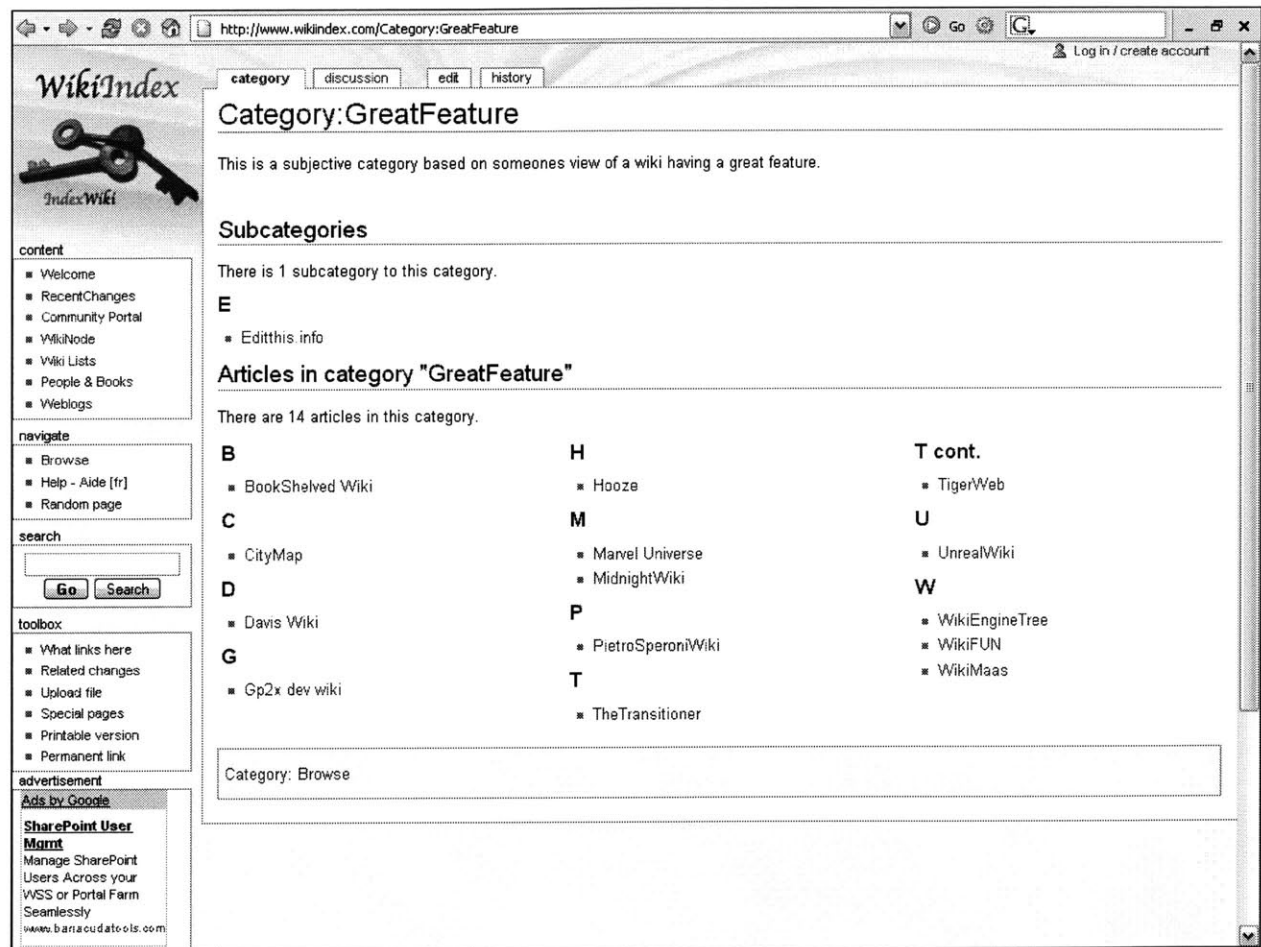 http://www.wikiindex.com/Category:GreatFeature
Go
G
Log in / create account
WikiIndex
IndexWiki
category
discussion
edit
history
Category:GreatFeature
This is a subjective category based on someones view of a wiki having a great feature.
Subcategories
There is 1 subcategory to this category.
E
Editthis.info
Articles in category "GreatFeature"
There are 14 articles in this category.
B
BookShelved Wiki
C
CityMap
D
Davis Wiki
G
Gp2x dev wiki
H
Hooze
M
Marvel Universe
MidnightWiki
P
PietroSperoniWiki
T
TheTransitioner
T cont.
TigerWeb
U
UnrealWiki
W
WikiEngineTree
WikiFUN
WikiMaas
Category: Browse
content
Welcome
RecentChanges
Community Portal
WikiNode
Wiki Lists
People & Books
Weblogs
navigate
Browse
Help - Aide [fr]
Random page
search
Go
Search
toolbox
What links here
Related changes
Upload file
Special pages
Printable version
Permanent link
advertisement
Ads by Google
SharePoint User
Mgmt
Manage SharePoint
Users Across your
WSS or Portal Farm
Seamlessly
www.barracudatools.com